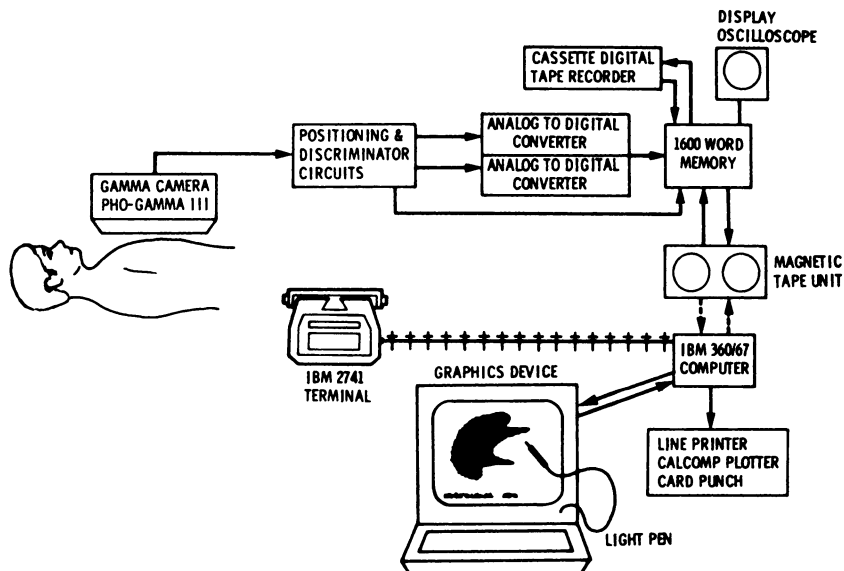 DISPLAY
OSCILLOSCOPE
CASSETTE DIGITAL
TAPE RECORDER
POSITIONING &
DISCRIMINATOR
CIRCUITS
ANALOG TO DIGITAL
CONVERTER
ANALOG TO DIGITAL
CONVERTER
1600 WORD
MEMORY
GAMMA CAMERA
PHO-GAMMA III
MAGNETIC
TAPE UNIT
IBM 2741
TERMINAL
IBM 360/67
COMPUTER
GRAPHICS DEVICE
LINE PRINTER
CALCOMP PLOTTER
CARD PUNCH
LIGHT PEN